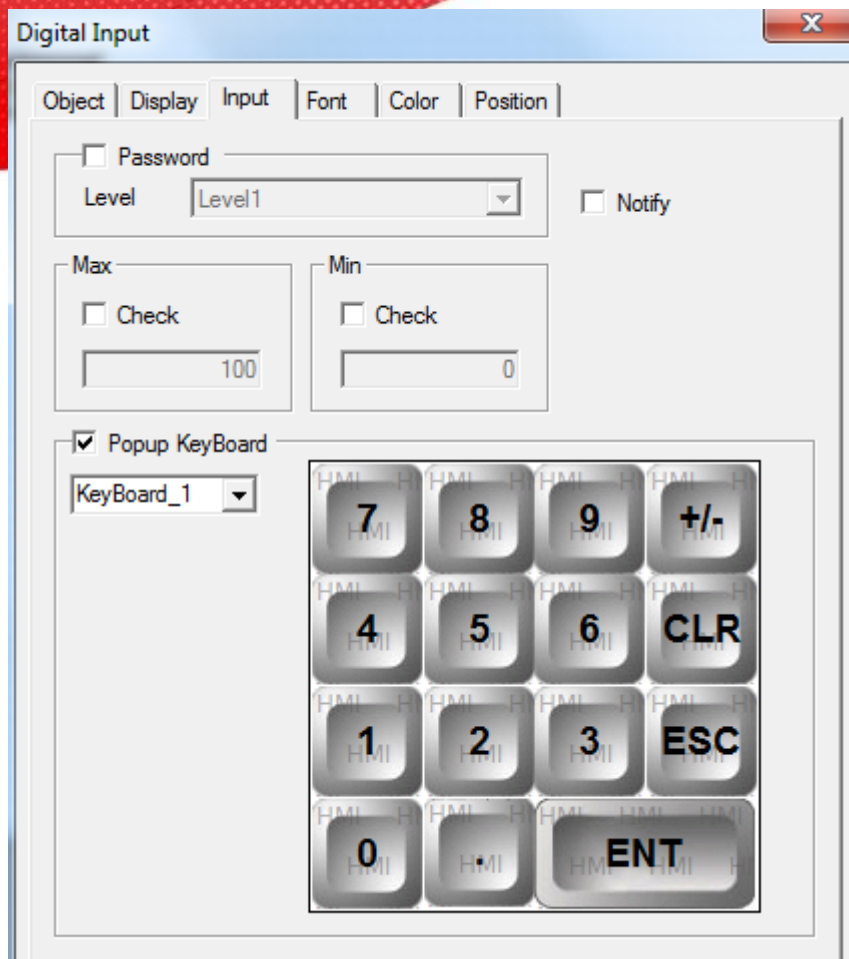 Digital Input
Object Display Input Font Color Position
Password
Level Level1
Notify
Max Min
Check Check
100 0
Popup KeyBoard
KeyBoard_1
7 8 9 +/-
4 5 6 CLR
1 2 3 ESC
0 . ENT
HMI